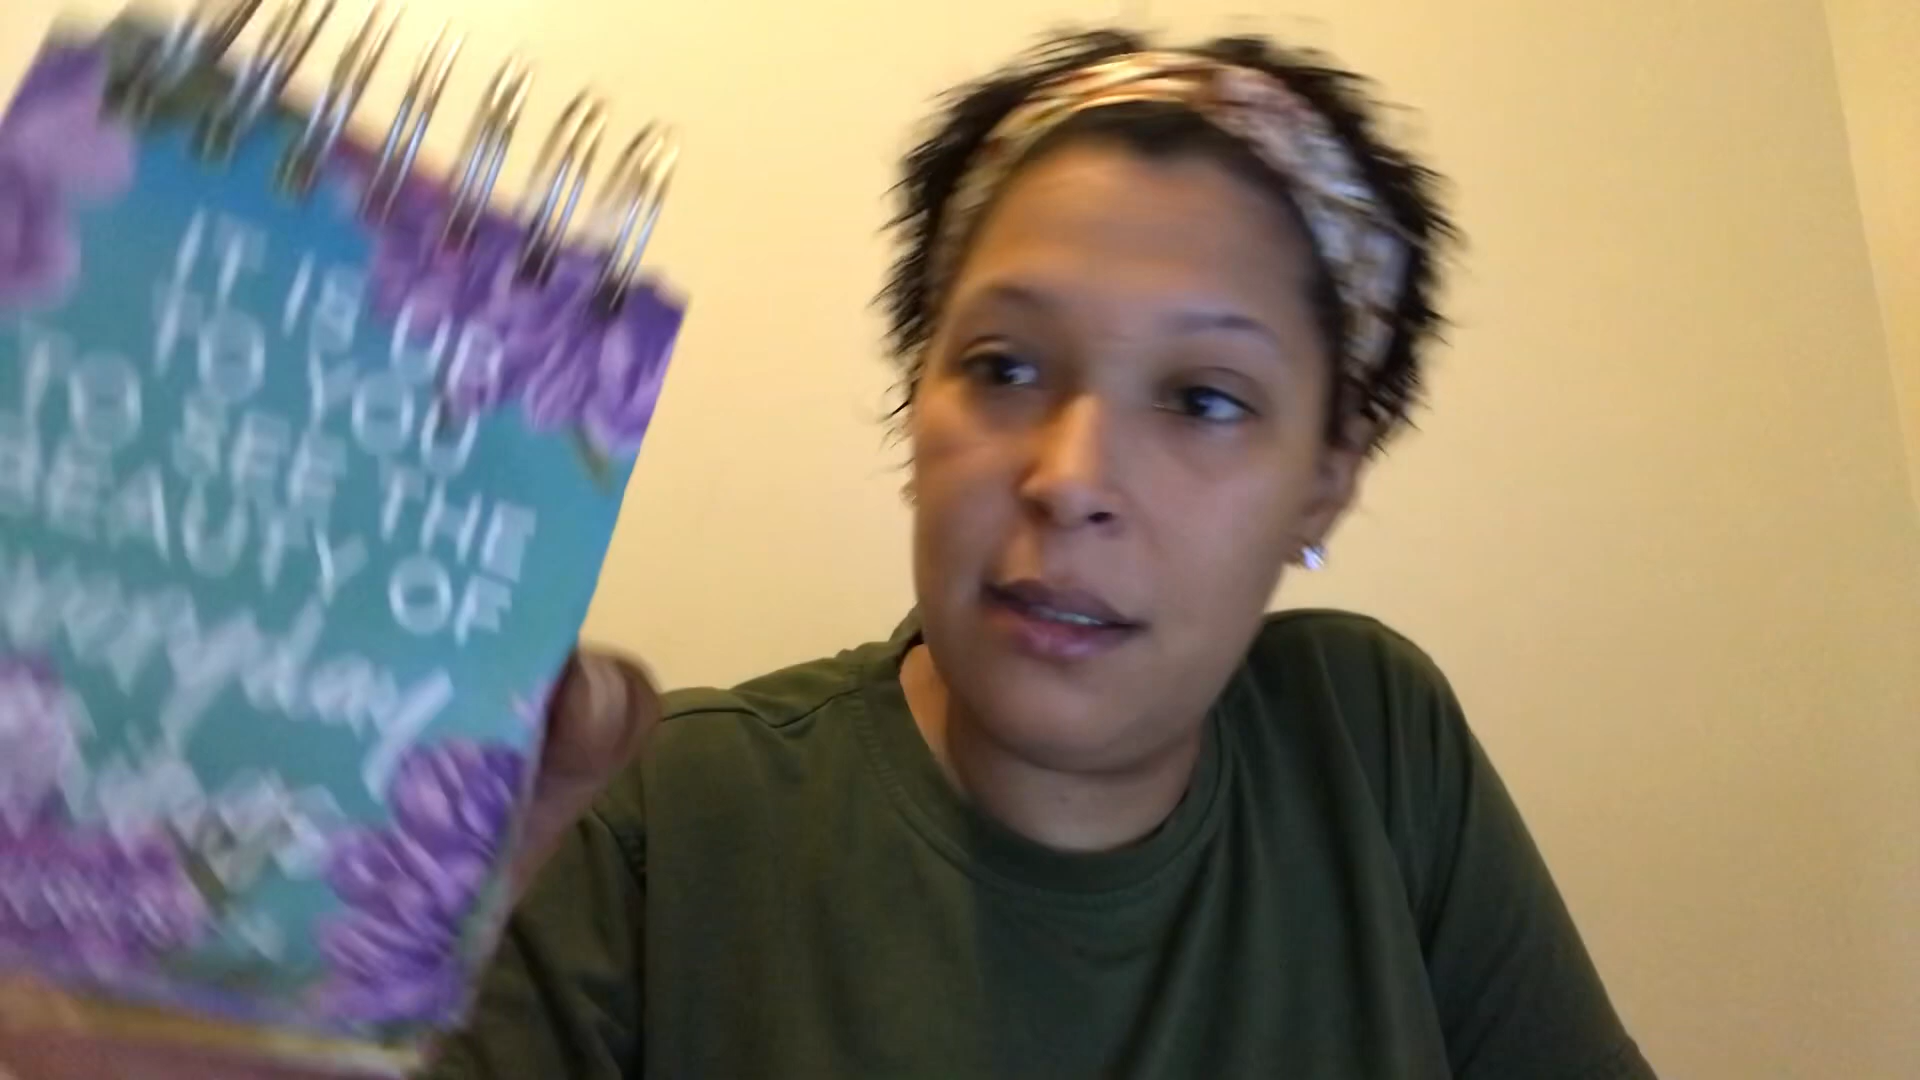 IT IS UP
TO YOU
TO SEE THE
BEAUTY OF
everyday